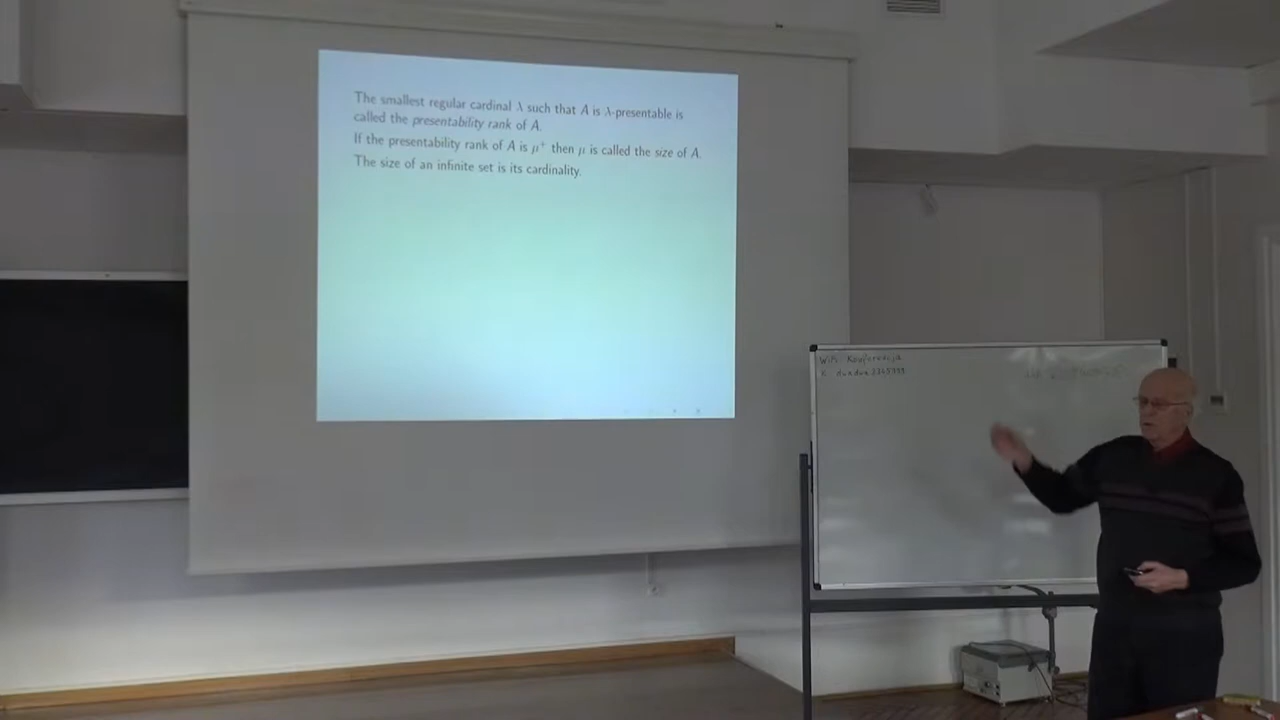 The smallest regular cardinal λ such that A is λ-presentable is
called the presentability rank of A.
If the presentability rank of A is μ⁺ then μ is called the size of A.
The size of an infinite set is its cardinality.
WiFi Konferencja